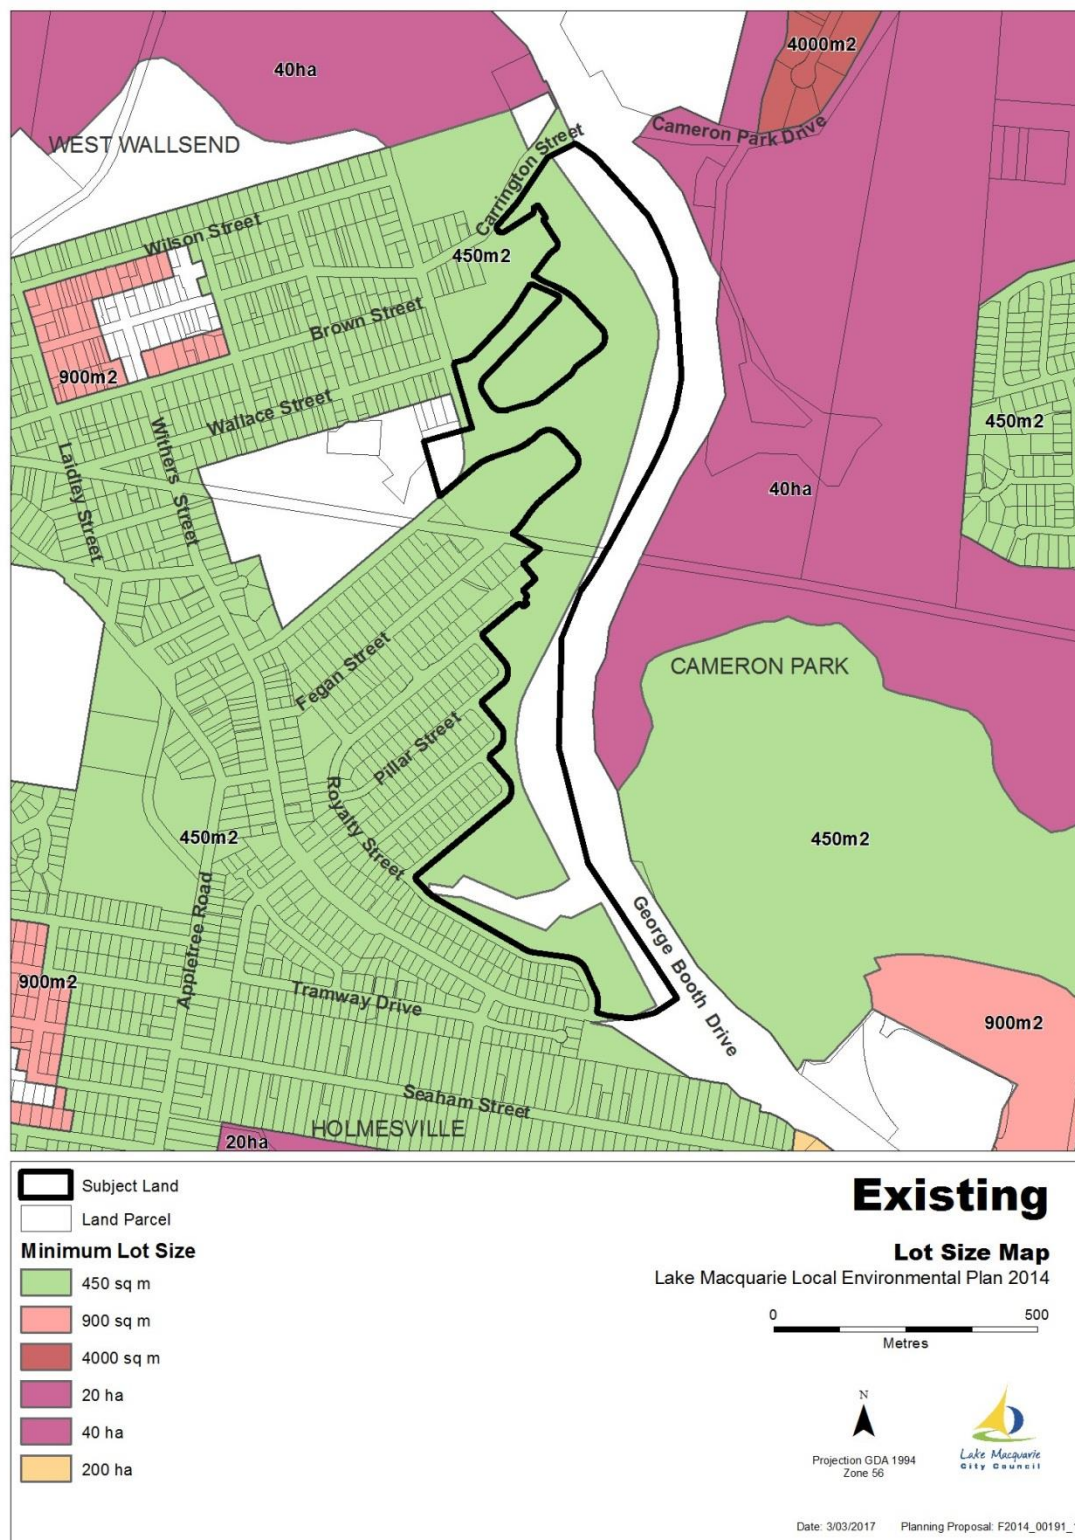 4000m2
40ha
Cameron Park Drive
WEST WALLSEND
Carrington Street
Wilson Street
450m2
Brown Street
900m2
Wallace Street
450m2
Withers Street
Laidley Street
40ha
Fegan Street
CAMERON PARK
Pillar Street
Royalty Street
450m2
450m2
Appletree Road
George Booth Drive
900m2
Tramway Drive
900m2
Seaham Street
HOLMESVILLE
20ha
Subject Land
Land Parcel
Minimum Lot Size
450 sq m
900 sq m
4000 sq m
20 ha
40 ha
200 ha
Existing
Lot Size Map
Lake Macquarie Local Environmental Plan 2014
0 500
Metres
N
Projection GDA 1994
Zone 56
Lake Macquarie
City Council
Date: 3/03/2017 Planning Proposal: F2014_00191_